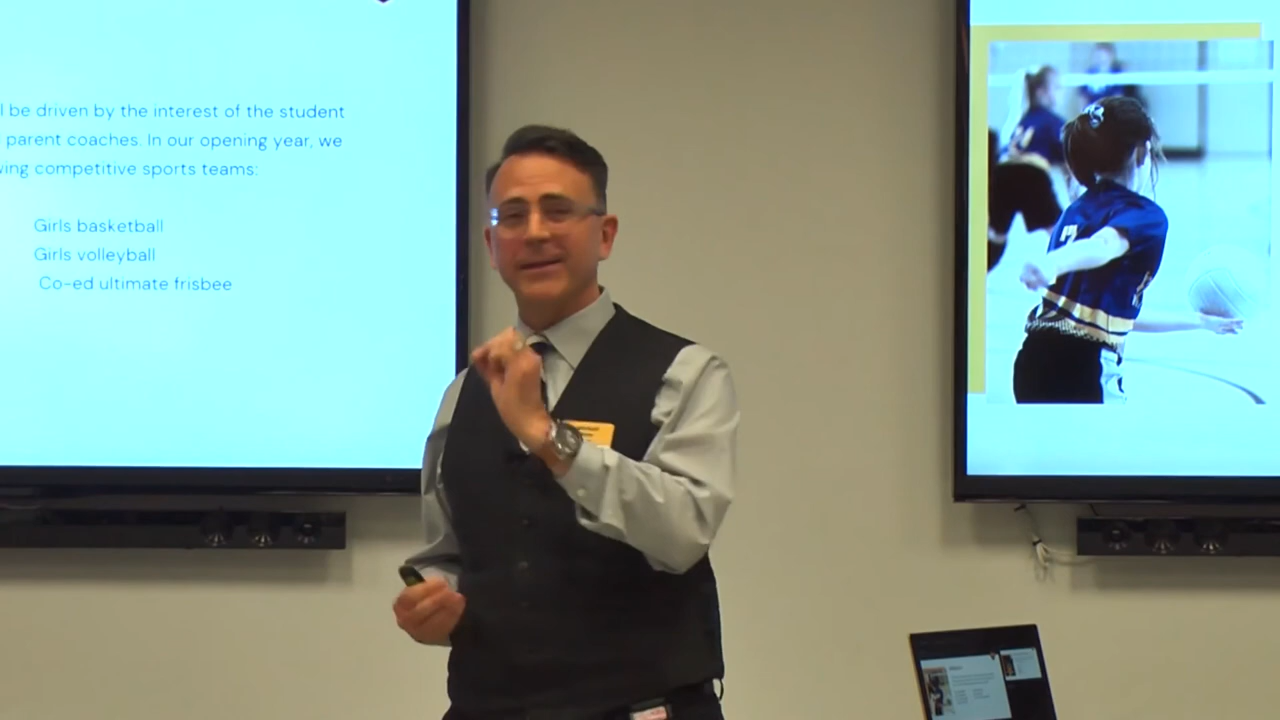 l be driven by the interest of the student
parent coaches. In our opening year, we
ving competitive sports teams:
Girls basketball
Girls volleyball
Co-ed ultimate frisbee